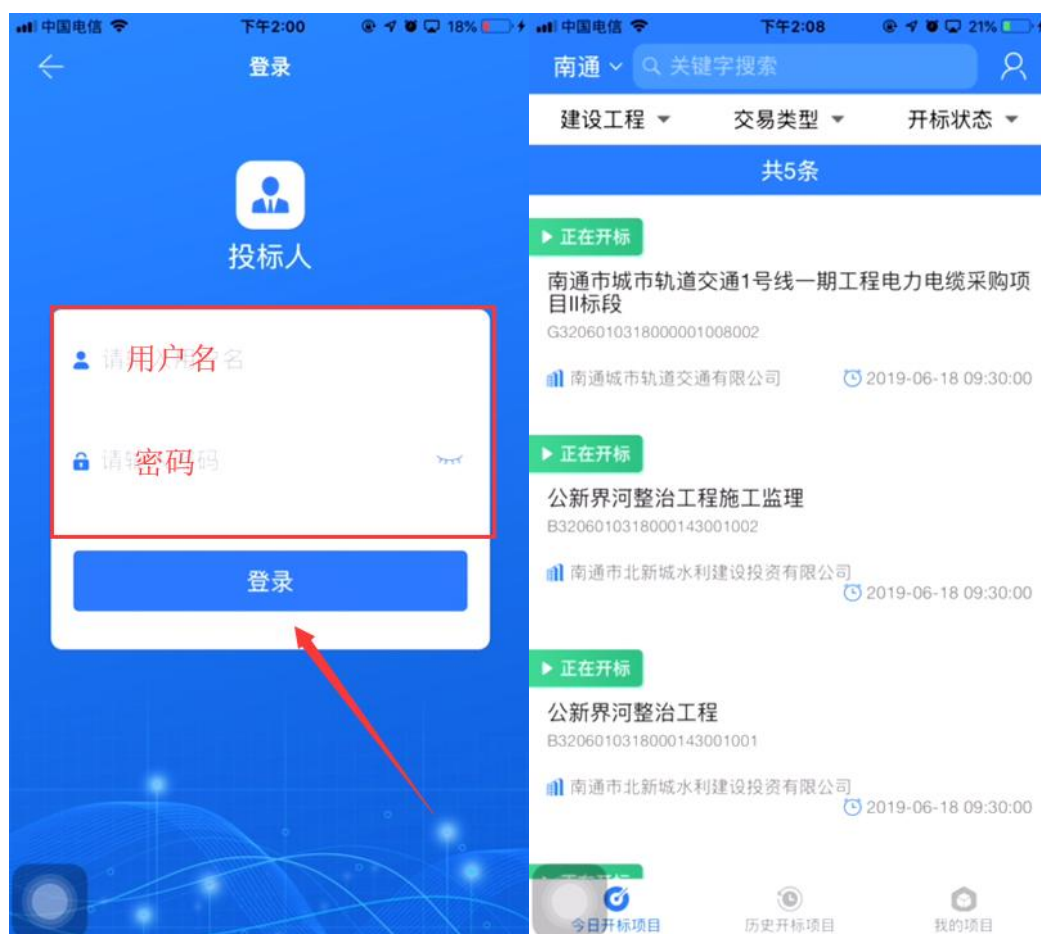 中国电信 下午2:00 18%
登录
投标人
用户名
密码
登录
中国电信 下午2:08 21%
南通 关键字搜索
建设工程 交易类型 开标状态
共5条
正在开标
南通市城市轨道交通1号线一期工程电力电缆采购项
目II标段
G3206010318000001008002
南通城市轨道交通有限公司 2019-06-18 09:30:00
正在开标
公新界河整治工程施工监理
B3206010318000143001002
南通市北新城水利建设投资有限公司
2019-06-18 09:30:00
正在开标
公新界河整治工程
B3206010318000143001001
南通市北新城水利建设投资有限公司
2019-06-18 09:30:00
今日开标项目 历史开标项目 我的项目